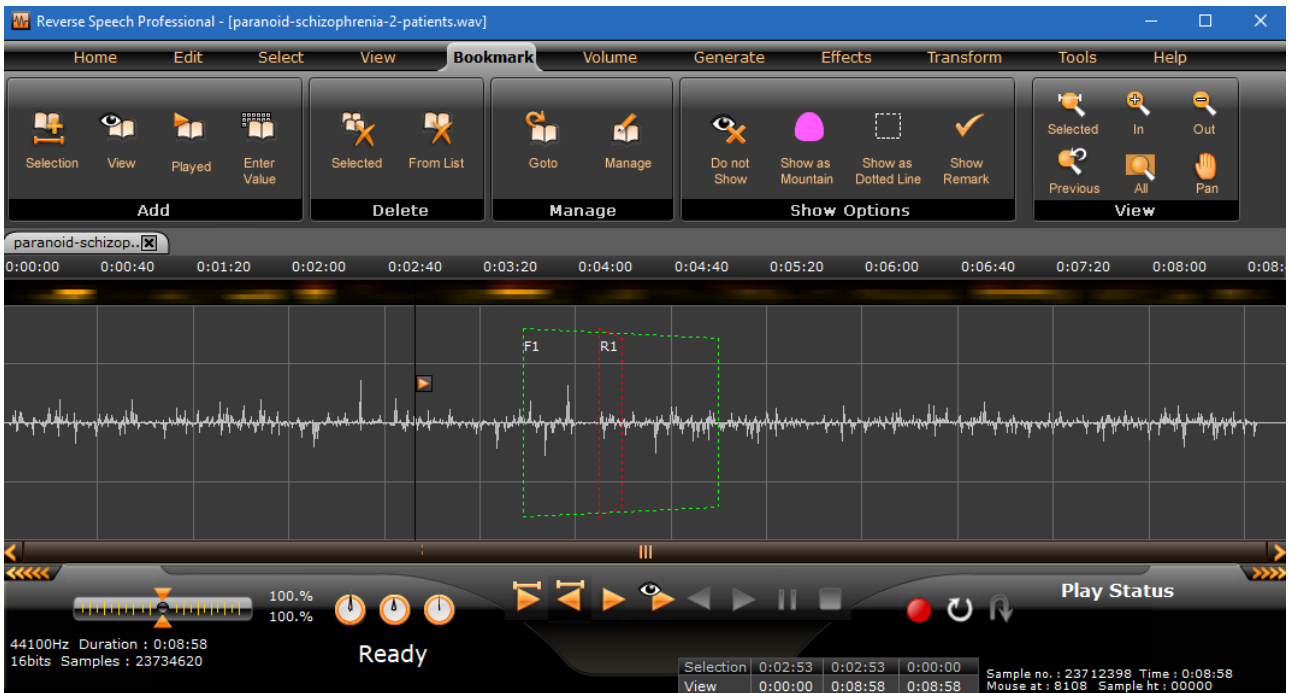 Reverse Speech Professional - [paranoid-schizophrenia-2-patients.wav]
Home Edit Select View Bookmark Volume Generate Effects Transform Tools Help
Selection View Played Enter Value
Add
Selected From List
Delete
Goto Manage
Manage
Do not Show Show as Mountain Show as Dotted Line Show Remark
Show Options
Selected In Out
Previous All Pan
View
paranoid-schizop..
0:00:00 0:00:40 0:01:20 0:02:00 0:02:40 0:03:20 0:04:00 0:04:40 0:05:20 0:06:00 0:06:40 0:07:20 0:08:00 0:08:
F1 R1
100.%
100.%
Play Status
44100Hz Duration : 0:08:58
16bits Samples : 23734620
Ready
Selection 0:02:53 0:02:53 0:00:00
View 0:00:00 0:08:58 0:08:58
Sample no. : 23712398 Time : 0:08:58
Mouse at : 8108 Sample ht : 00000